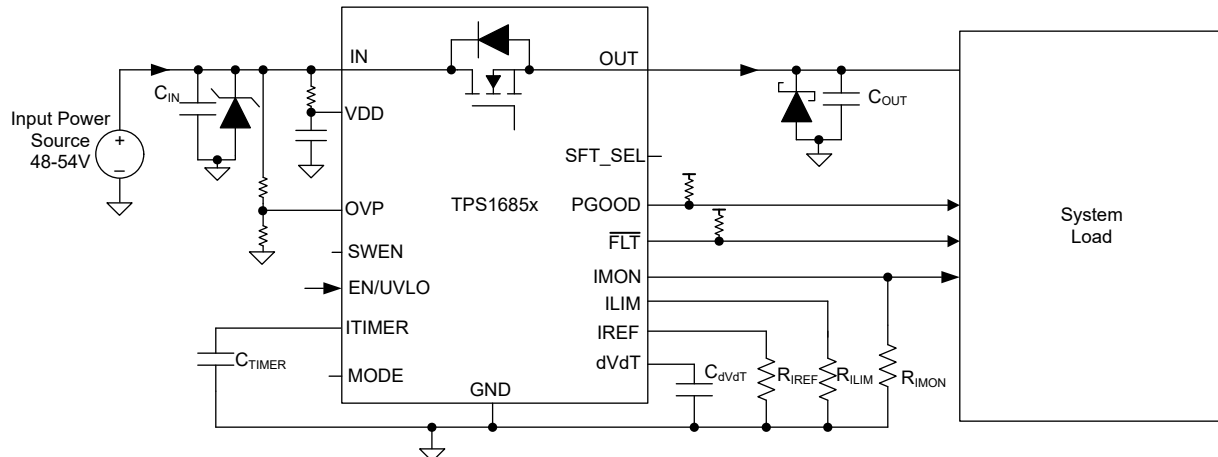 IN
OUT
C_IN
VDD
C_OUT
Input Power
Source
48-54V
+
−
SFT_SEL
OVP
TPS1685x
PGOOD
System
Load
SWEN
FLT
EN/UVLO
IMON
ILIM
ITIMER
IREF
C_TIMER
dVdT
MODE
C_dVdT
R_IREF
R_ILIM
R_IMON
GND